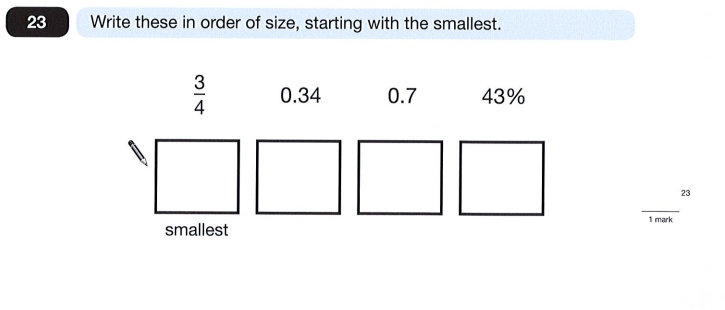 23 Write these in order of size, starting with the smallest.
3/4 0.34 0.7 43%
smallest
23
1 mark